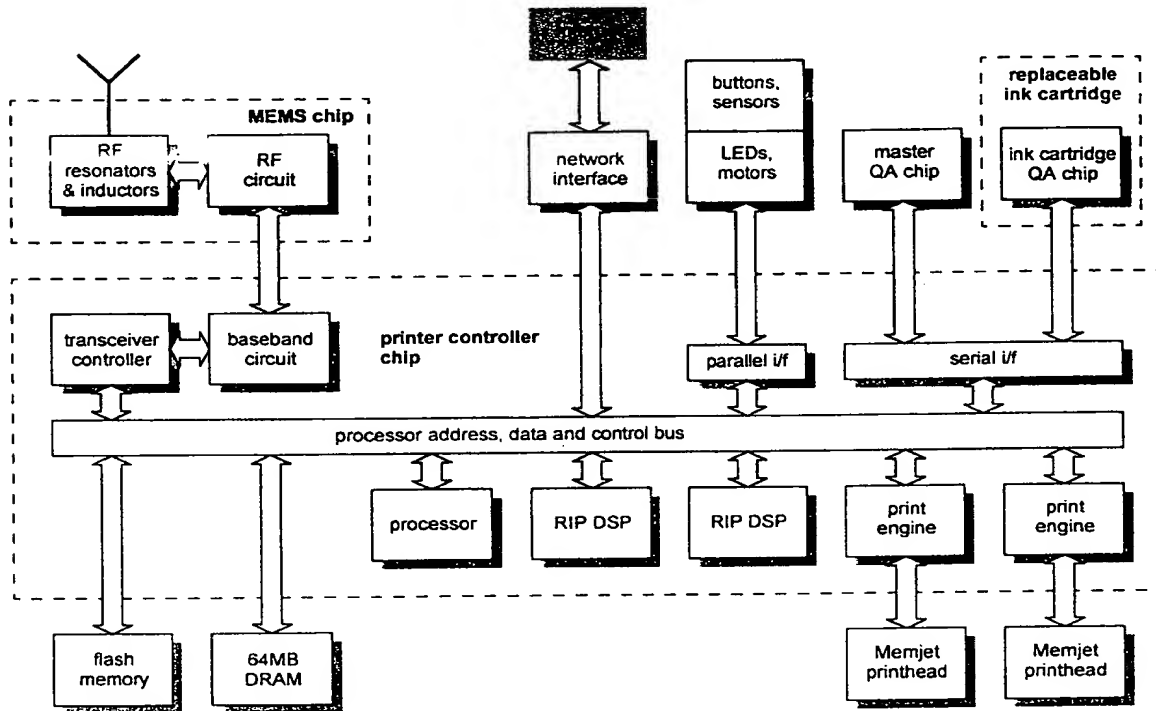 MEMS chip
RF
resonators
& inductors
RF
circuit
network
interface
buttons,
sensors
LEDs,
motors
master
QA chip
replaceable
ink cartridge
ink cartridge
QA chip
transceiver
controller
baseband
circuit
printer controller
chip
parallel i/f
serial i/f
processor address, data and control bus
processor
RIP DSP
RIP DSP
print
engine
print
engine
flash
memory
64MB
DRAM
Memjet
printhead
Memjet
printhead